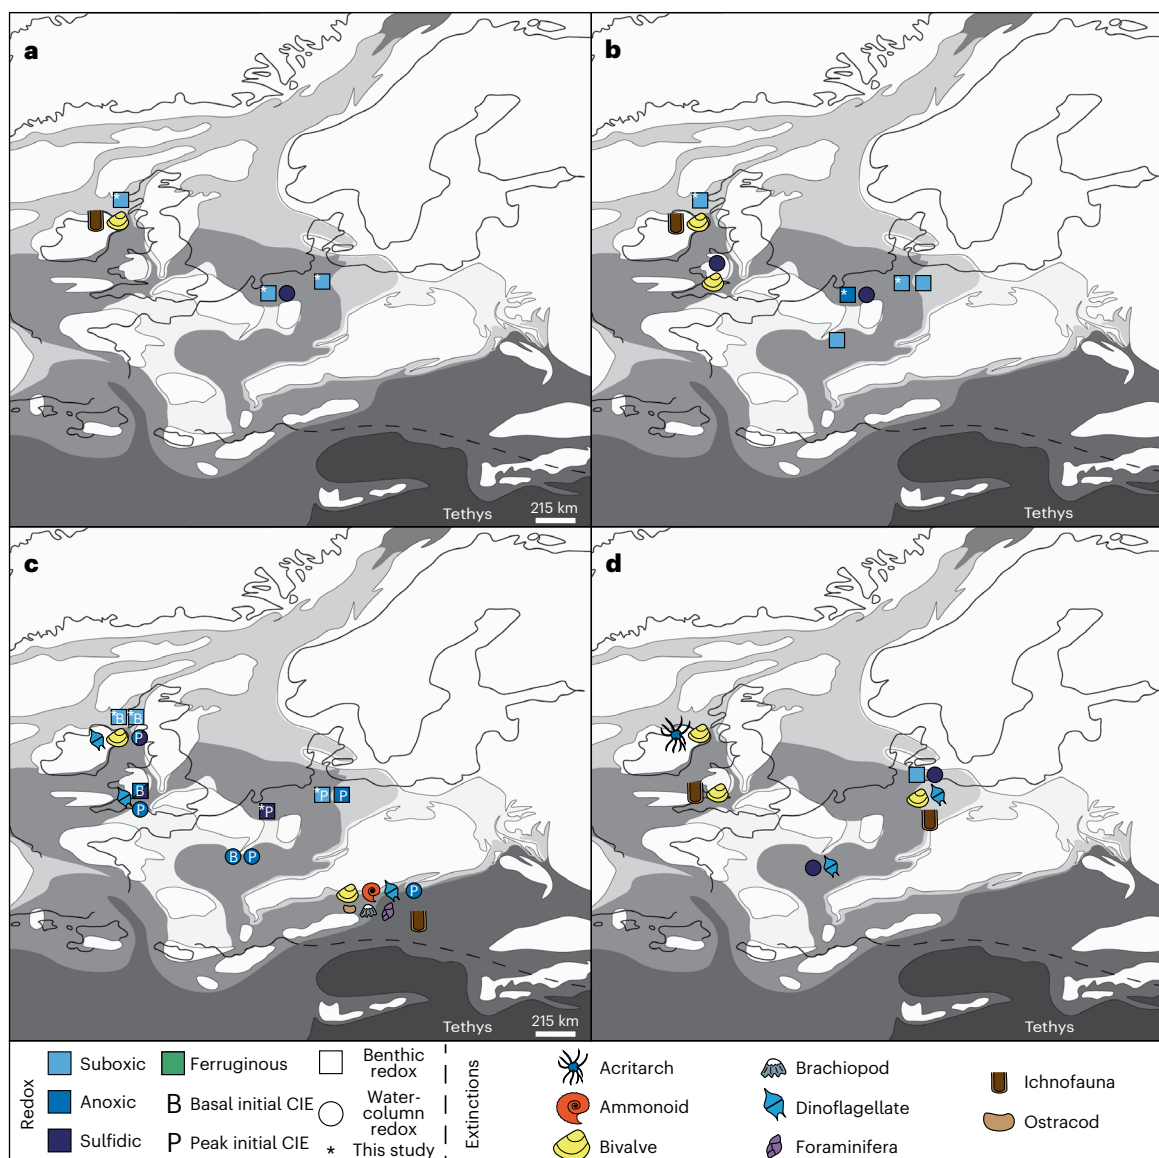 a
b
*
*
*
*
*
*
Tethys
215 km
Tethys
c
d
*B *B
P
B
P
*P P
*P
B P
P
Tethys
215 km
Tethys
Redox
Suboxic
Anoxic
Sulfidic
Ferruginous
B Basal initial CIE
P Peak initial CIE
Benthic
redox
Water-
column
redox
* This study
Extinctions
Acritarch
Ammonoid
Bivalve
Brachiopod
Dinoflagellate
Foraminifera
Ichnofauna
Ostracod